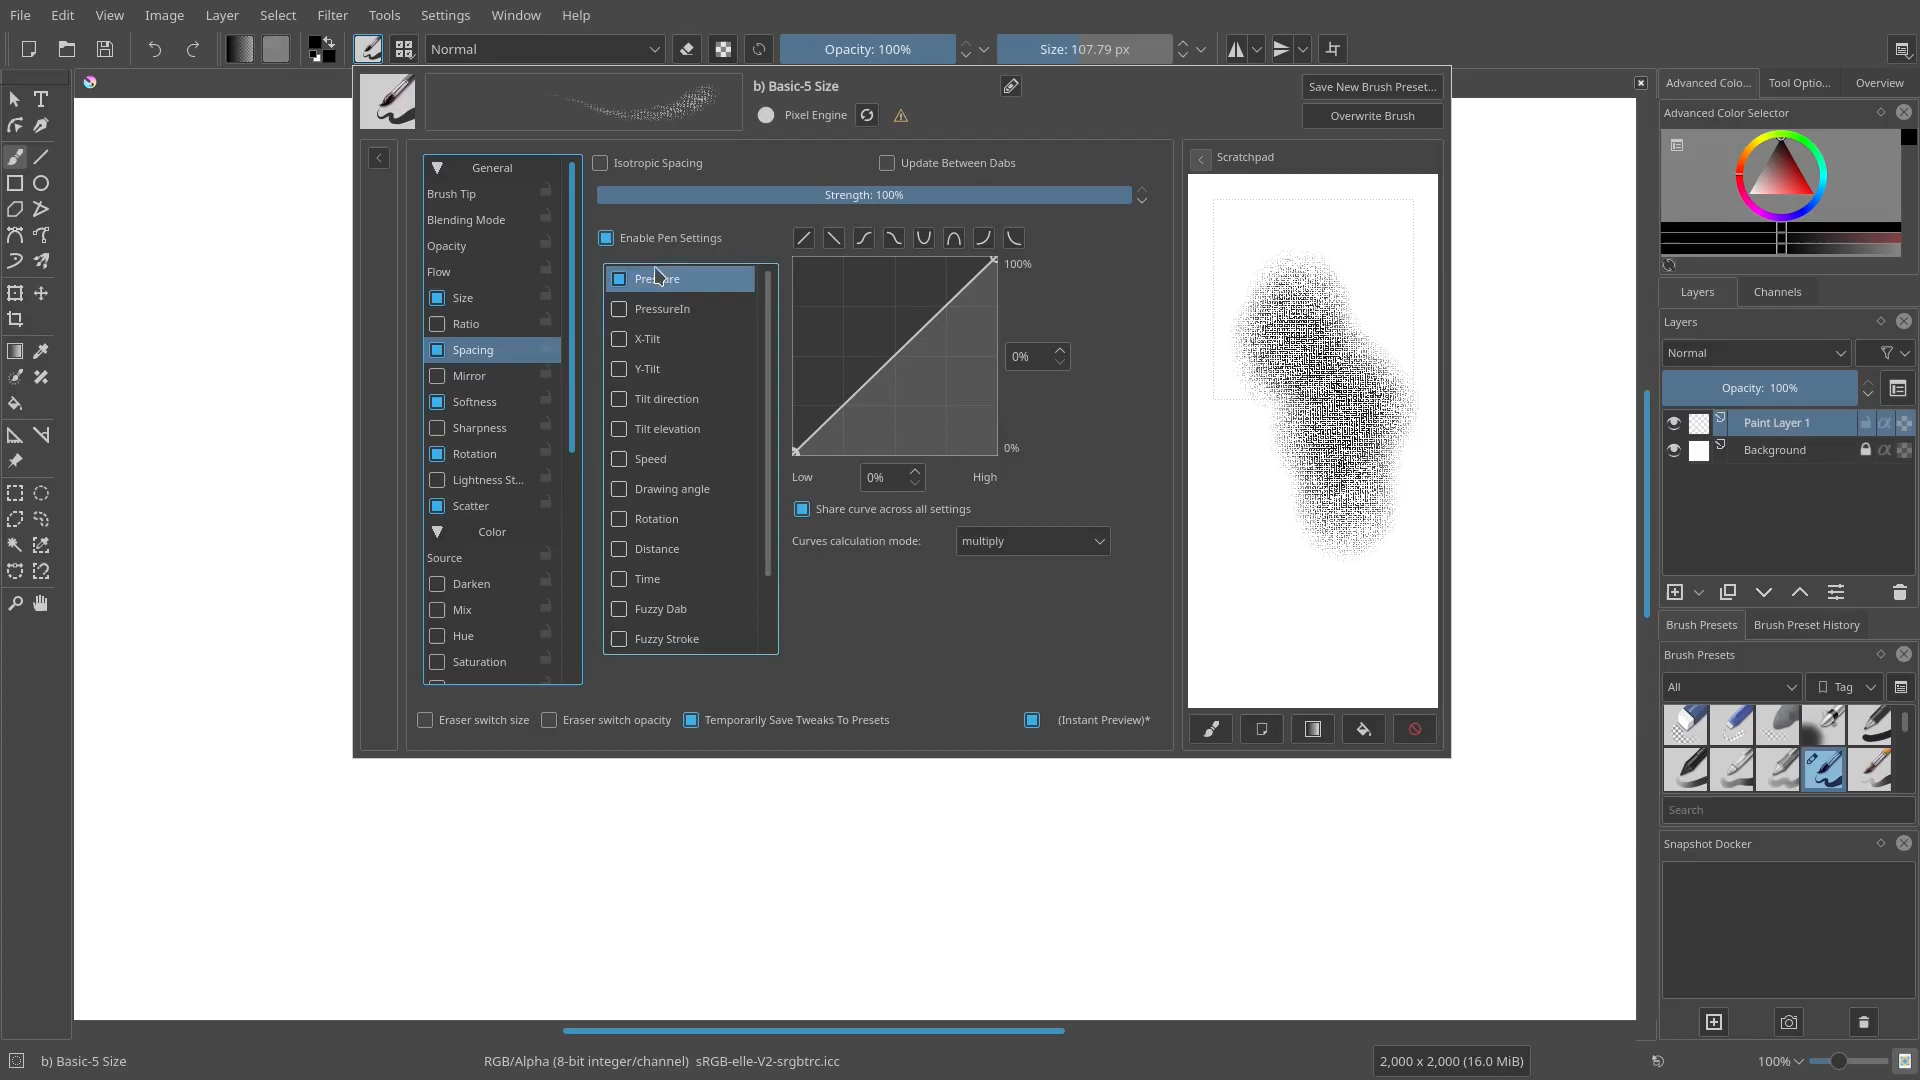 File Edit View Image Layer Select Filter Tools Settings Window Help
Normal Opacity: 100% Size: 107.79 px
b) Basic-5 Size
Pixel Engine
Save New Brush Preset...
Overwrite Brush
General
Brush Tip
Blending Mode
Opacity
Flow
Size
Ratio
Spacing
Mirror
Softness
Sharpness
Rotation
Lightness St...
Scatter
Color
Source
Darken
Mix
Hue
Saturation
Isotropic Spacing Update Between Dabs
Strength: 100%
Enable Pen Settings
Pressure
PressureIn
X-Tilt
Y-Tilt
Tilt direction
Tilt elevation
Speed
Drawing angle
Rotation
Distance
Time
Fuzzy Dab
Fuzzy Stroke
100%
0%
0%
Low 0% High
Share curve across all settings
Curves calculation mode: multiply
Eraser switch size Eraser switch opacity Temporarily Save Tweaks To Presets (Instant Preview)*
Scratchpad
Advanced Colo... Tool Optio... Overview
Advanced Color Selector
Layers Channels
Layers
Normal
Opacity: 100%
Paint Layer 1
Background
Brush Presets Brush Preset History
Brush Presets
All Tag
Search
Snapshot Docker
b) Basic-5 Size RGB/Alpha (8-bit integer/channel) sRGB-elle-V2-srgbtrc.icc 2,000 x 2,000 (16.0 MiB) 100%